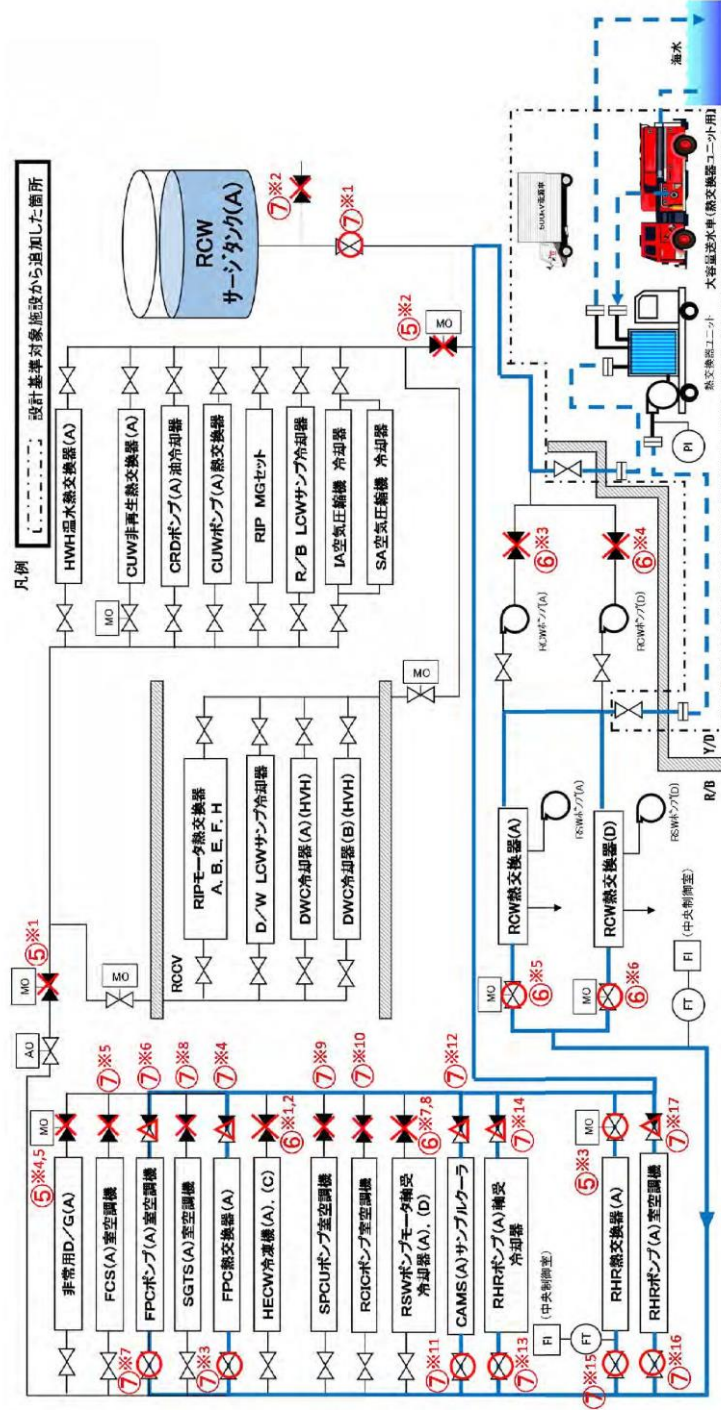 凡例
設計基準対象施設から追加した箇所
RCW
サージタンク(A)
⑦※2
⑦※1
MO
⑤※2
HWH温水熱交換器(A)
MO
CUW非再生熱交換器(A)
CRDポンプ(A)油冷却器
CUWポンプ(A)熱交換器
RIP MGセット
R/B LCWサンプ冷却器
IA空気圧縮機 冷却器
SA空気圧縮機 冷却器
MO
RIPモータ熱交換器
A, B, E, F, H
D/W LCWサンプ冷却器
DWC冷却器(A)(HVH)
DWC冷却器(B)(HVH)
RCCV
MO
MO
⑤※1
AO
MO
⑤※4,5
非常用D/G(A)
⑦※5
FCS(A)室空調機
⑦※6
FPCポンプ(A)室空調機
⑦※7
⑦※8
SGTS(A)室空調機
⑦※4
FPC熱交換器(A)
⑦※3
⑥※1,2
HECW冷凍機(A), (C)
⑦※9
SPCUポンプ室空調機
⑦※10
RCICポンプ室空調機
⑥※7,8
RSWポンプモータ軸受
冷却器(A), (D)
⑦※12
CAMS(A)サンプルクーラ
⑦※11
⑦※14
RHRポンプ(A)軸受
冷却器
⑦※13
FI
(中央制御室)
FT
MO
⑤※3
RHR熱交換器(A)
⑦※15
⑦※17
RHRポンプ(A)室空調機
⑦※16
MO
⑥※5
RCW熱交換器(A)
RSWポンプ(A)
MO
⑥※6
RCW熱交換器(D)
RSWポンプ(D)
FI
(中央制御室)
FT
⑥※3
RCWポンプ(A)
⑥※4
RCWポンプ(D)
R/B
Y/D
PI
熱交換器ユニット
大容量送水車(熱交換器ユニット用)
海水